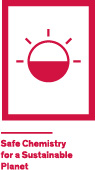 Safe Chemistry
for a Sustainable
Planet